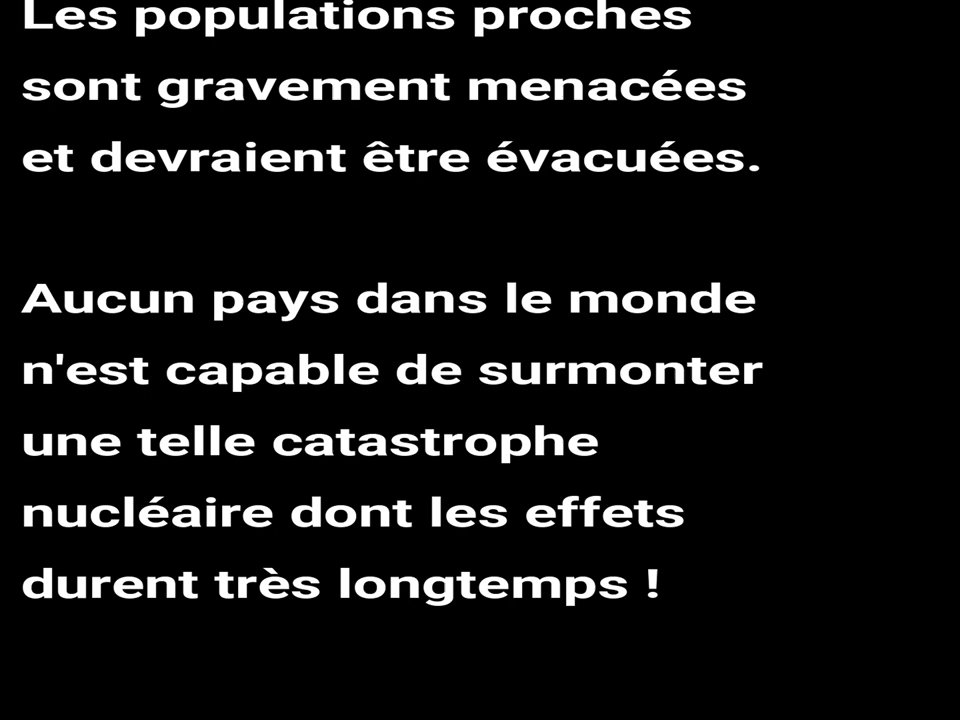 Les populations proches
sont gravement menacées
et devraient être évacuées.
Aucun pays dans le monde
n'est capable de surmonter
une telle catastrophe
nucléaire dont les effets
durent très longtemps !